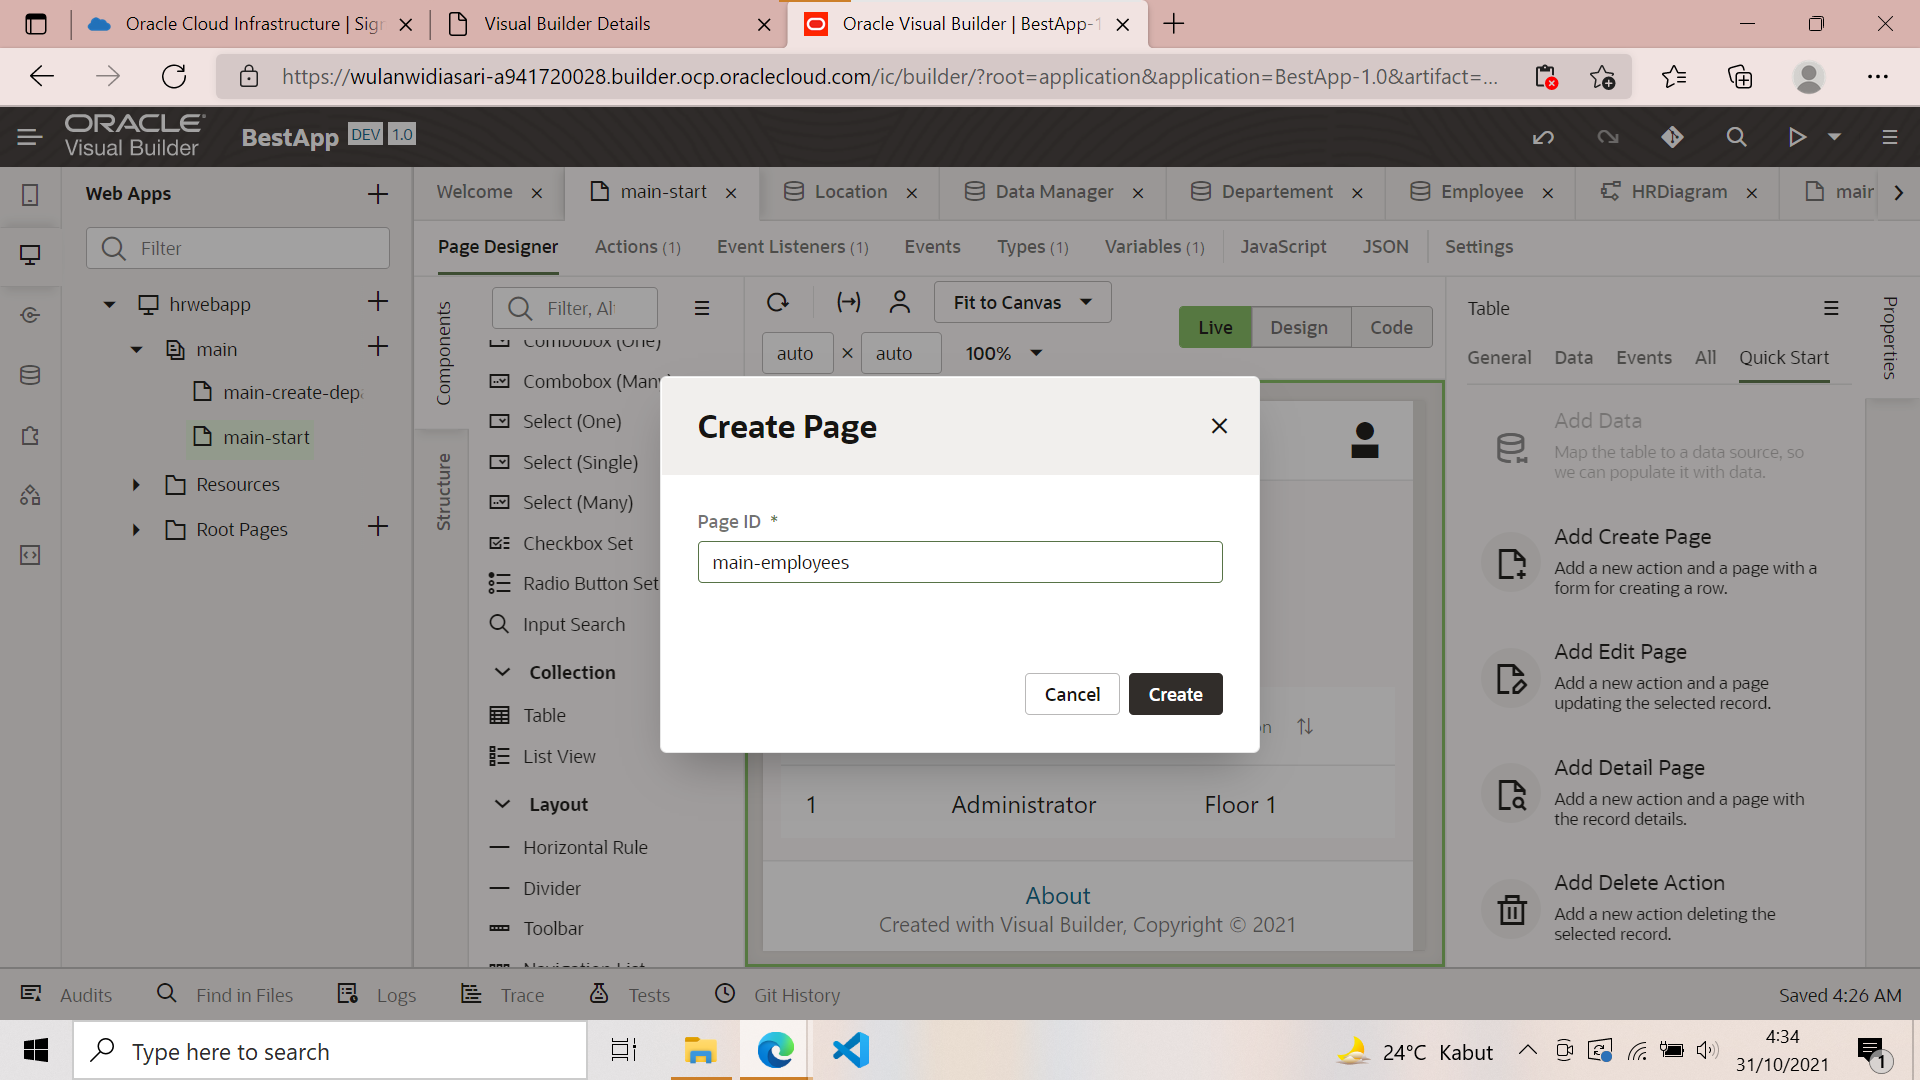 Oracle Cloud Infrastructure | Sig
Visual Builder Details
Oracle Visual Builder | BestApp-1
https://wulanwidiasari-a941720028.builder.ocp.oraclecloud.com/ic/builder/?root=application&application=BestApp-1.0&artifact=...
ORACLE
Visual Builder
BestApp DEV 1.0
Web Apps
Welcome
main-start
Location
Data Manager
Departement
Employee
HRDiagram
main
Filter
Page Designer
Actions (1)
Event Listeners (1)
Events
Types (1)
Variables (1)
JavaScript
JSON
Settings
hrwebapp
main
main-create-depa
main-start
Resources
Root Pages
Components
Structure
Filter, Al
Combobox (One)
Combobox (Many
Select (One)
Select (Single)
Select (Many)
Checkbox Set
Radio Button Set
Input Search
Collection
Table
List View
Layout
Horizontal Rule
Divider
Toolbar
Navigation List
Fit to Canvas
Live
Design
Code
auto × auto 100%
Create Page
Page ID *
main-employees
Cancel
Create
1 Administrator Floor 1
About
Created with Visual Builder, Copyright © 2021
Table
General
Data
Events
All
Quick Start
Properties
Add Data
Map the table to a data source, so
we can populate it with data.
Add Create Page
Add a new action and a page with a
form for creating a row.
Add Edit Page
Add a new action and a page
updating the selected record.
Add Detail Page
Add a new action and a page with
the record details.
Add Delete Action
Add a new action deleting the
selected record.
Audits
Find in Files
Logs
Trace
Tests
Git History
Saved 4:26 AM
Type here to search
24°C Kabut
4:34
31/10/2021
1